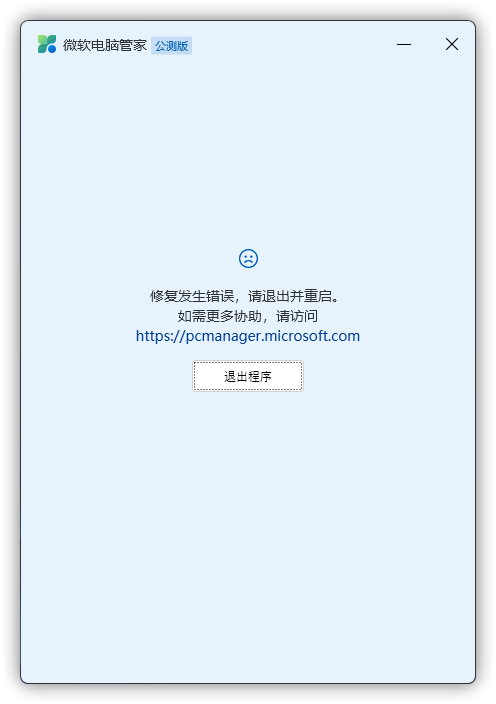 微软电脑管家 公测版
修复发生错误，请退出并重启。
如需更多协助，请访问
https://pcmanager.microsoft.com
退出程序